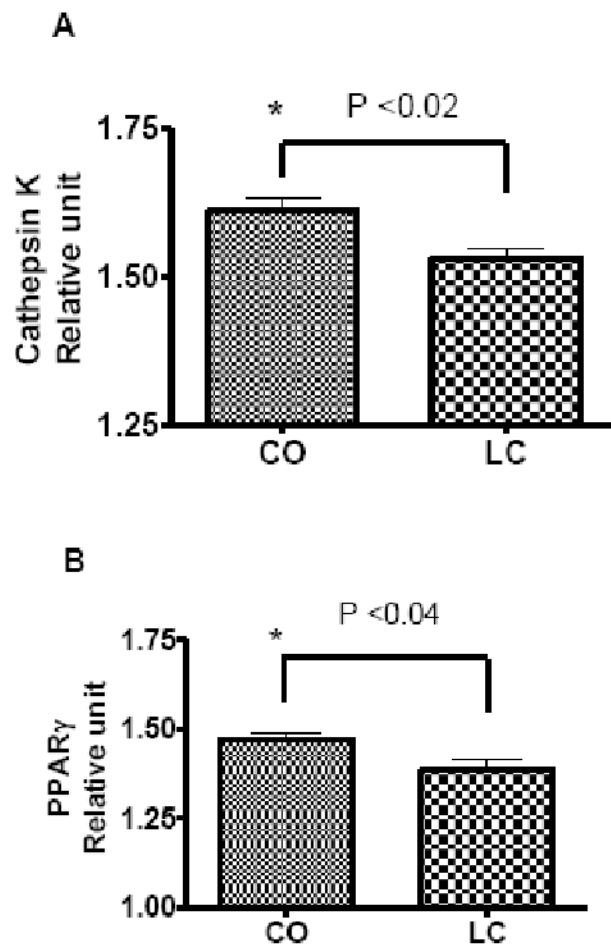 A
* P <0.02
1.75
1.50
1.25
Cathepsin K
Relative unit
CO LC
B
* P <0.04
1.75
1.50
1.25
1.00
PPARγ
Relative unit
CO LC